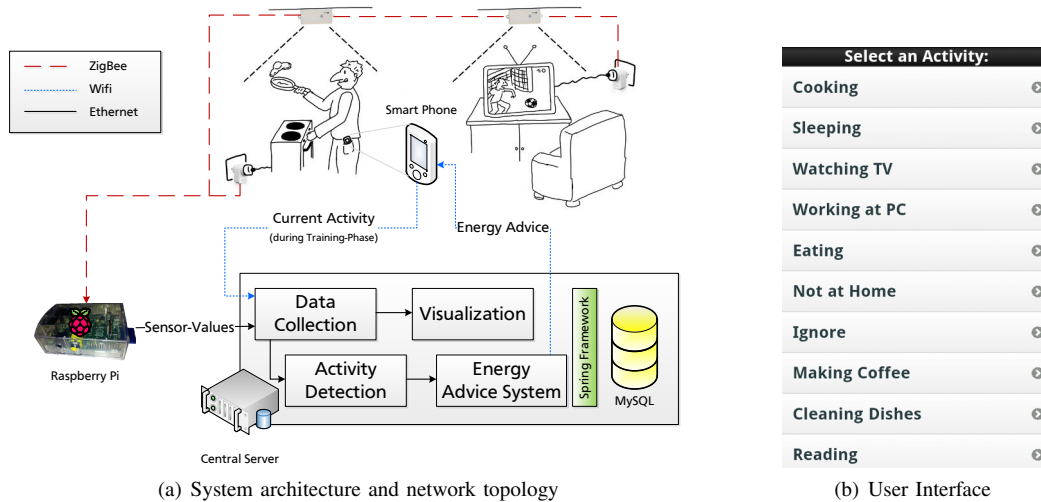 ZigBee
Wifi
Ethernet
Smart Phone
Current Activity
(during Training-Phase)
Energy Advice
Data
Collection
Visualization
Sensor-Values
Activity
Detection
Energy
Advice System
Spring Framework
MySQL
Raspberry Pi
Central Server
(a) System architecture and network topology
Select an Activity:
Cooking
Sleeping
Watching TV
Working at PC
Eating
Not at Home
Ignore
Making Coffee
Cleaning Dishes
Reading
(b) User Interface